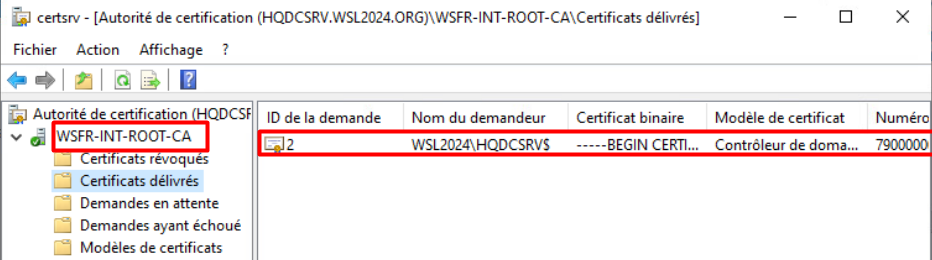 certsrv - [Autorité de certification (HQDCSRV.WSL2024.ORG)\WSFR-INT-ROOT-CA\Certificats délivrés]
Fichier Action Affichage ?
Autorité de certification (HQDCSF
WSFR-INT-ROOT-CA
Certificats révoqués
Certificats délivrés
Demandes en attente
Demandes ayant échoué
Modèles de certificats
ID de la demande Nom du demandeur Certificat binaire Modèle de certificat Numéro
2 WSL2024\HQDCSRV$ -----BEGIN CERTI... Contrôleur de doma... 7900000